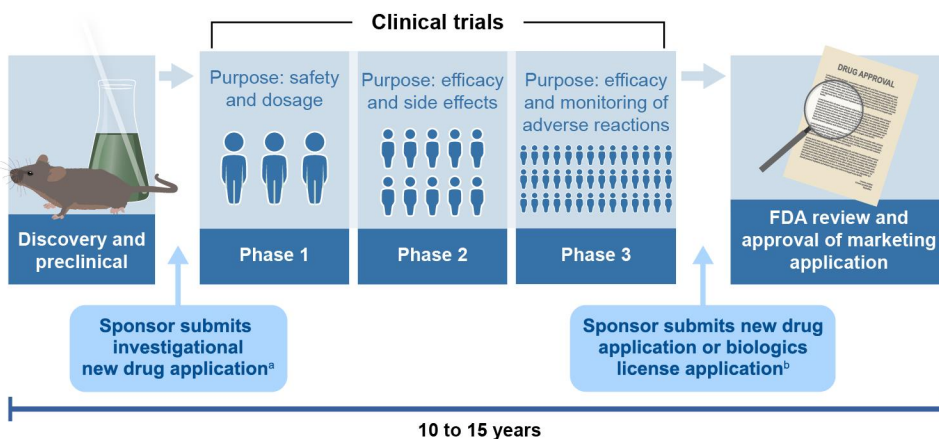 Clinical trials
Purpose: safety
and dosage
Purpose: efficacy
and side effects
Purpose: efficacy
and monitoring of
adverse reactions
DRUG APPROVAL
Discovery and
preclinical
Phase 1
Phase 2
Phase 3
FDA review and
approval of marketing
application
Sponsor submits
investigational
new drug applicationᵃ
Sponsor submits new drug
application or biologics
license applicationᵇ
10 to 15 years